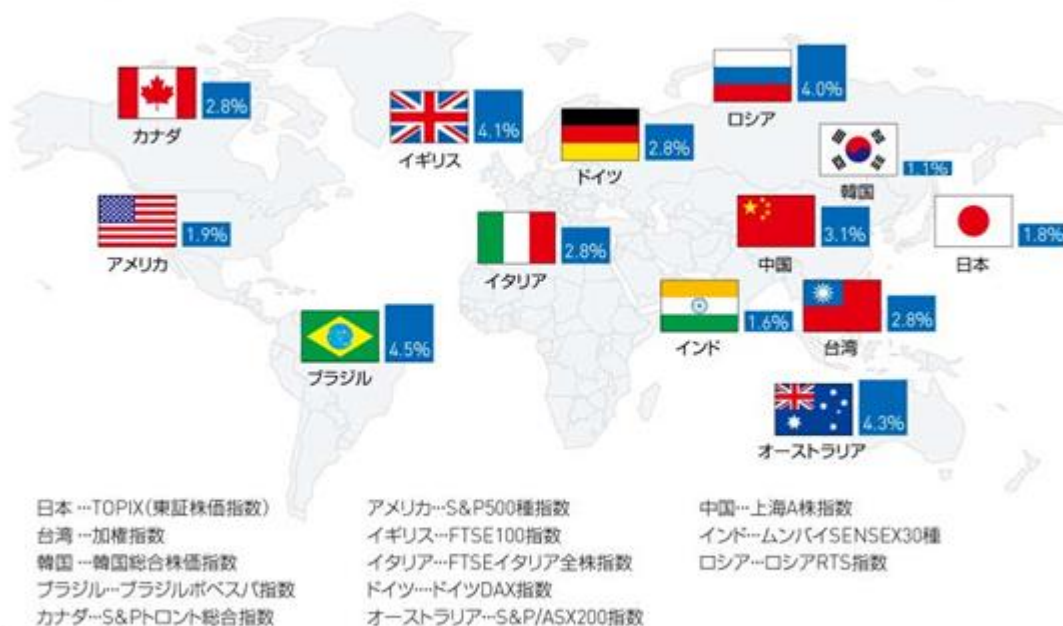 2.8%
カナダ
4.1%
イギリス
2.8%
ドイツ
4.0%
ロシア
1.1%
韓国
1.9%
アメリカ
2.8%
イタリア
3.1%
中国
1.8%
日本
4.5%
ブラジル
1.6%
インド
2.8%
台湾
4.3%
オーストラリア
日本…TOPIX(東証株価指数)
台湾…加権指数
韓国…韓国総合株価指数
ブラジル…ブラジルボベスパ指数
カナダ…S&Pトロント総合指数
アメリカ…S&P500種指数
イギリス…FTSE100指数
イタリア…FTSEイタリア全株指数
ドイツ…ドイツDAX指数
オーストラリア…S&P/ASX200指数
中国…上海A株指数
インド…ムンバイSENSEX30種
ロシア…ロシアRTS指数